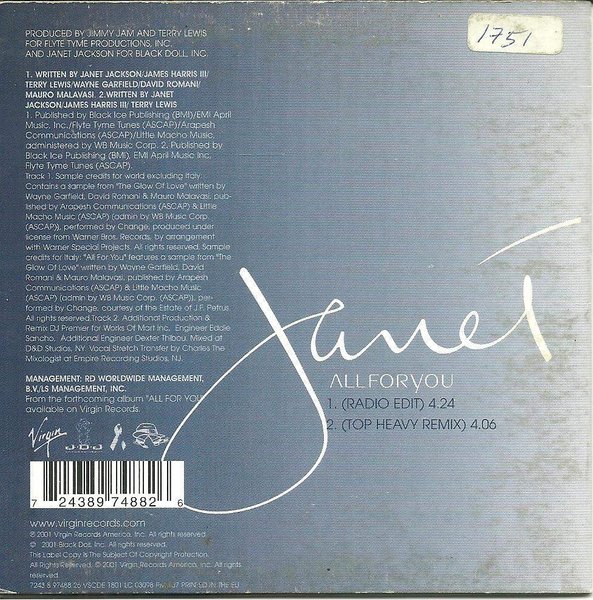 PRODUCED BY JIMMY JAM AND TERRY LEWIS
FOR FLYTE TYME PRODUCTIONS, INC.
AND JANET JACKSON FOR BLACK DOLL, INC.
1751
1. WRITTEN BY JANET JACKSON/JAMES HARRIS III/
TERRY LEWIS/WAYNE GARFIELD/DAVID ROMANI/
MAURO MALAVASI. 2.WRITTEN BY JANET
JACKSON/JAMES HARRIS III/ TERRY LEWIS
1. Published by Black Ice Publishing (BMI)/EMI April
Music, Inc./Flyte Tyme Tunes (ASCAP)/Arapesh
Communications (ASCAP)/Little Macho Music,
administered by WB Music Corp. 2. Published by
Black Ice Publishing (BMI), EMI April Music Inc,
Flyte Tyme Tunes (ASCAP).
Track 1. Sample credits for world excluding Italy:
Contains a sample from "The Glow Of Love" written by
Wayne Garfield, David Romani & Mauro Malavasi, pub-
lished by Arapesh Communications (ASCAP) & Little
Macho Music (ASCAP) (admin by WB Music Corp.
(ASCAP)), performed by Change, produced under
license from Warner Bros. Records, by arrangement
with Warner Special Projects. All rights reserved. Sample
credits for Italy: "All For You" features a sample from "The
Glow Of Love" written by Wayne Garfield, David
Romani & Mauro Malavasi, published by Arapesh
Communications (ASCAP) & Little Macho Music
(ASCAP) (admin by WB Music Corp. (ASCAP)), per-
formed by Change, courtesy of the Estate of J.F. Petrus
All rights reserved.Track 2. Additional Production &
Remix DJ Premier for Works Of Mart Inc. Engineer Eddie
Sancho. Additional Engineer Dexter Thibou. Mixed at
D&D Studios, NY. Vocal Stretch Transfer by Charles The
Mixologist at Empire Recording Studios, NJ.
Janet
ALLFORYOU
1. (RADIO EDIT) 4.24
2. (TOP HEAVY REMIX) 4.06
MANAGEMENT: RD WORLDWIDE MANAGEMENT,
B.V./LS MANAGEMENT, INC.
From the forthcoming album "ALL FOR YOU"
available on Virgin Records.
Virgin
J·D·J
7 24389 74882 6
www.virginrecords.com
℗ 2001 Virgin Records America, Inc. All rights reserved.
© 2001 Black Doll, Inc. All rights reserved.
This Label Copy Is The Subject Of Copyright Protection.
All Rights Reserved. © 2001 Virgin Records America, Inc. All rights
reserved.
7243 8 97488 26 VSCDE 1801 LC 03098 PM 527 PRINTED IN THE EU